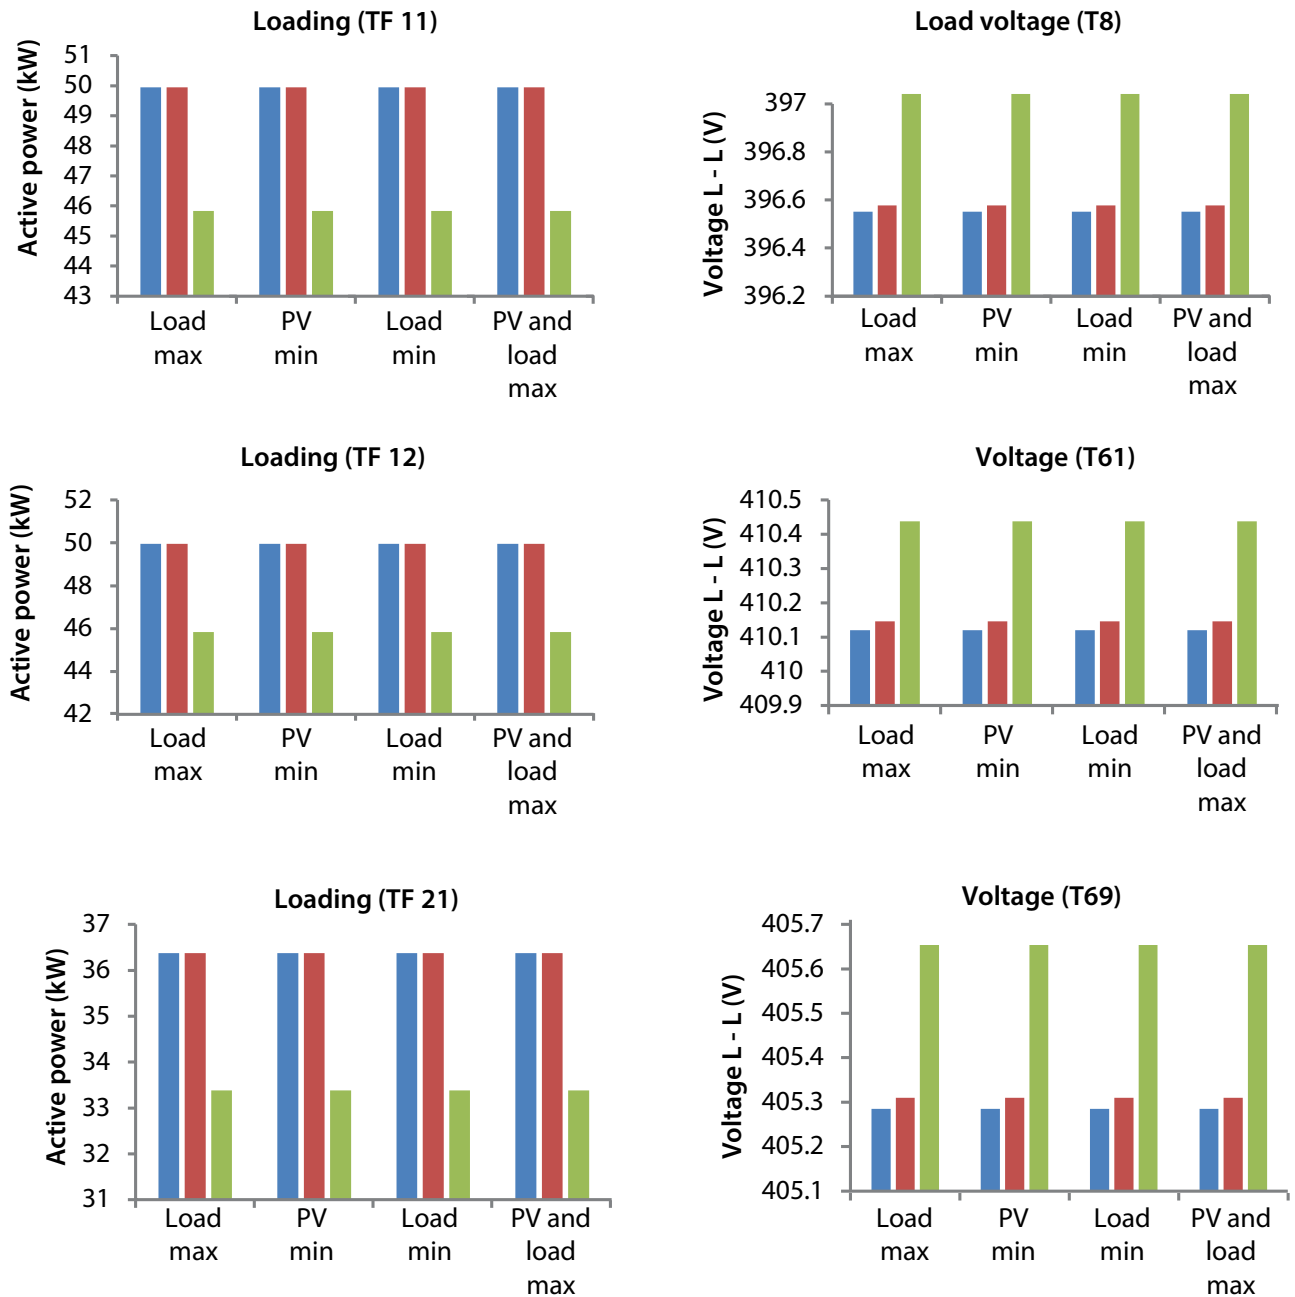 Loading (TF 11)
Active power (kW)
51
50
49
48
47
46
45
44
43
Load max
PV min
Load min
PV and load max
Load voltage (T8)
Voltage L - L (V)
397
396.8
396.6
396.4
396.2
Load max
PV min
Load min
PV and load max
Loading (TF 12)
Active power (kW)
52
50
48
46
44
42
Load max
PV min
Load min
PV and load max
Voltage (T61)
Voltage L - L (V)
410.5
410.4
410.3
410.2
410.1
410
409.9
Load max
PV min
Load min
PV and load max
Loading (TF 21)
Active power (kW)
37
36
35
34
33
32
31
Load max
PV min
Load min
PV and load max
Voltage (T69)
Voltage L - L (V)
405.7
405.6
405.5
405.4
405.3
405.2
405.1
Load max
PV min
Load min
PV and load max